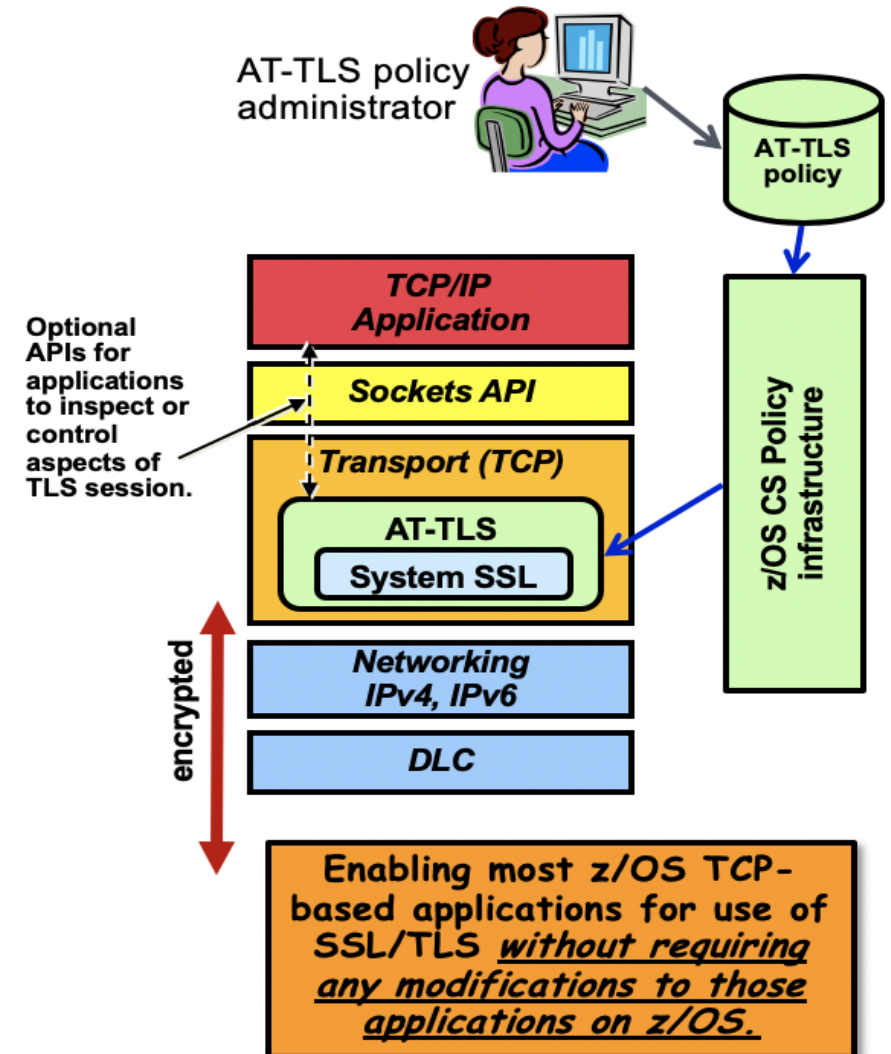 AT-TLS policy
administrator
AT-TLS
policy
TCP/IP
Application
Optional
APIs for
applications
to inspect or
control
aspects of
TLS session.
Sockets API
Transport (TCP)
AT-TLS
System SSL
z/OS CS Policy
infrastructure
encrypted
Networking
IPv4, IPv6
DLC
Enabling most z/OS TCP-
based applications for use of
SSL/TLS without requiring
any modifications to those
applications on z/OS.